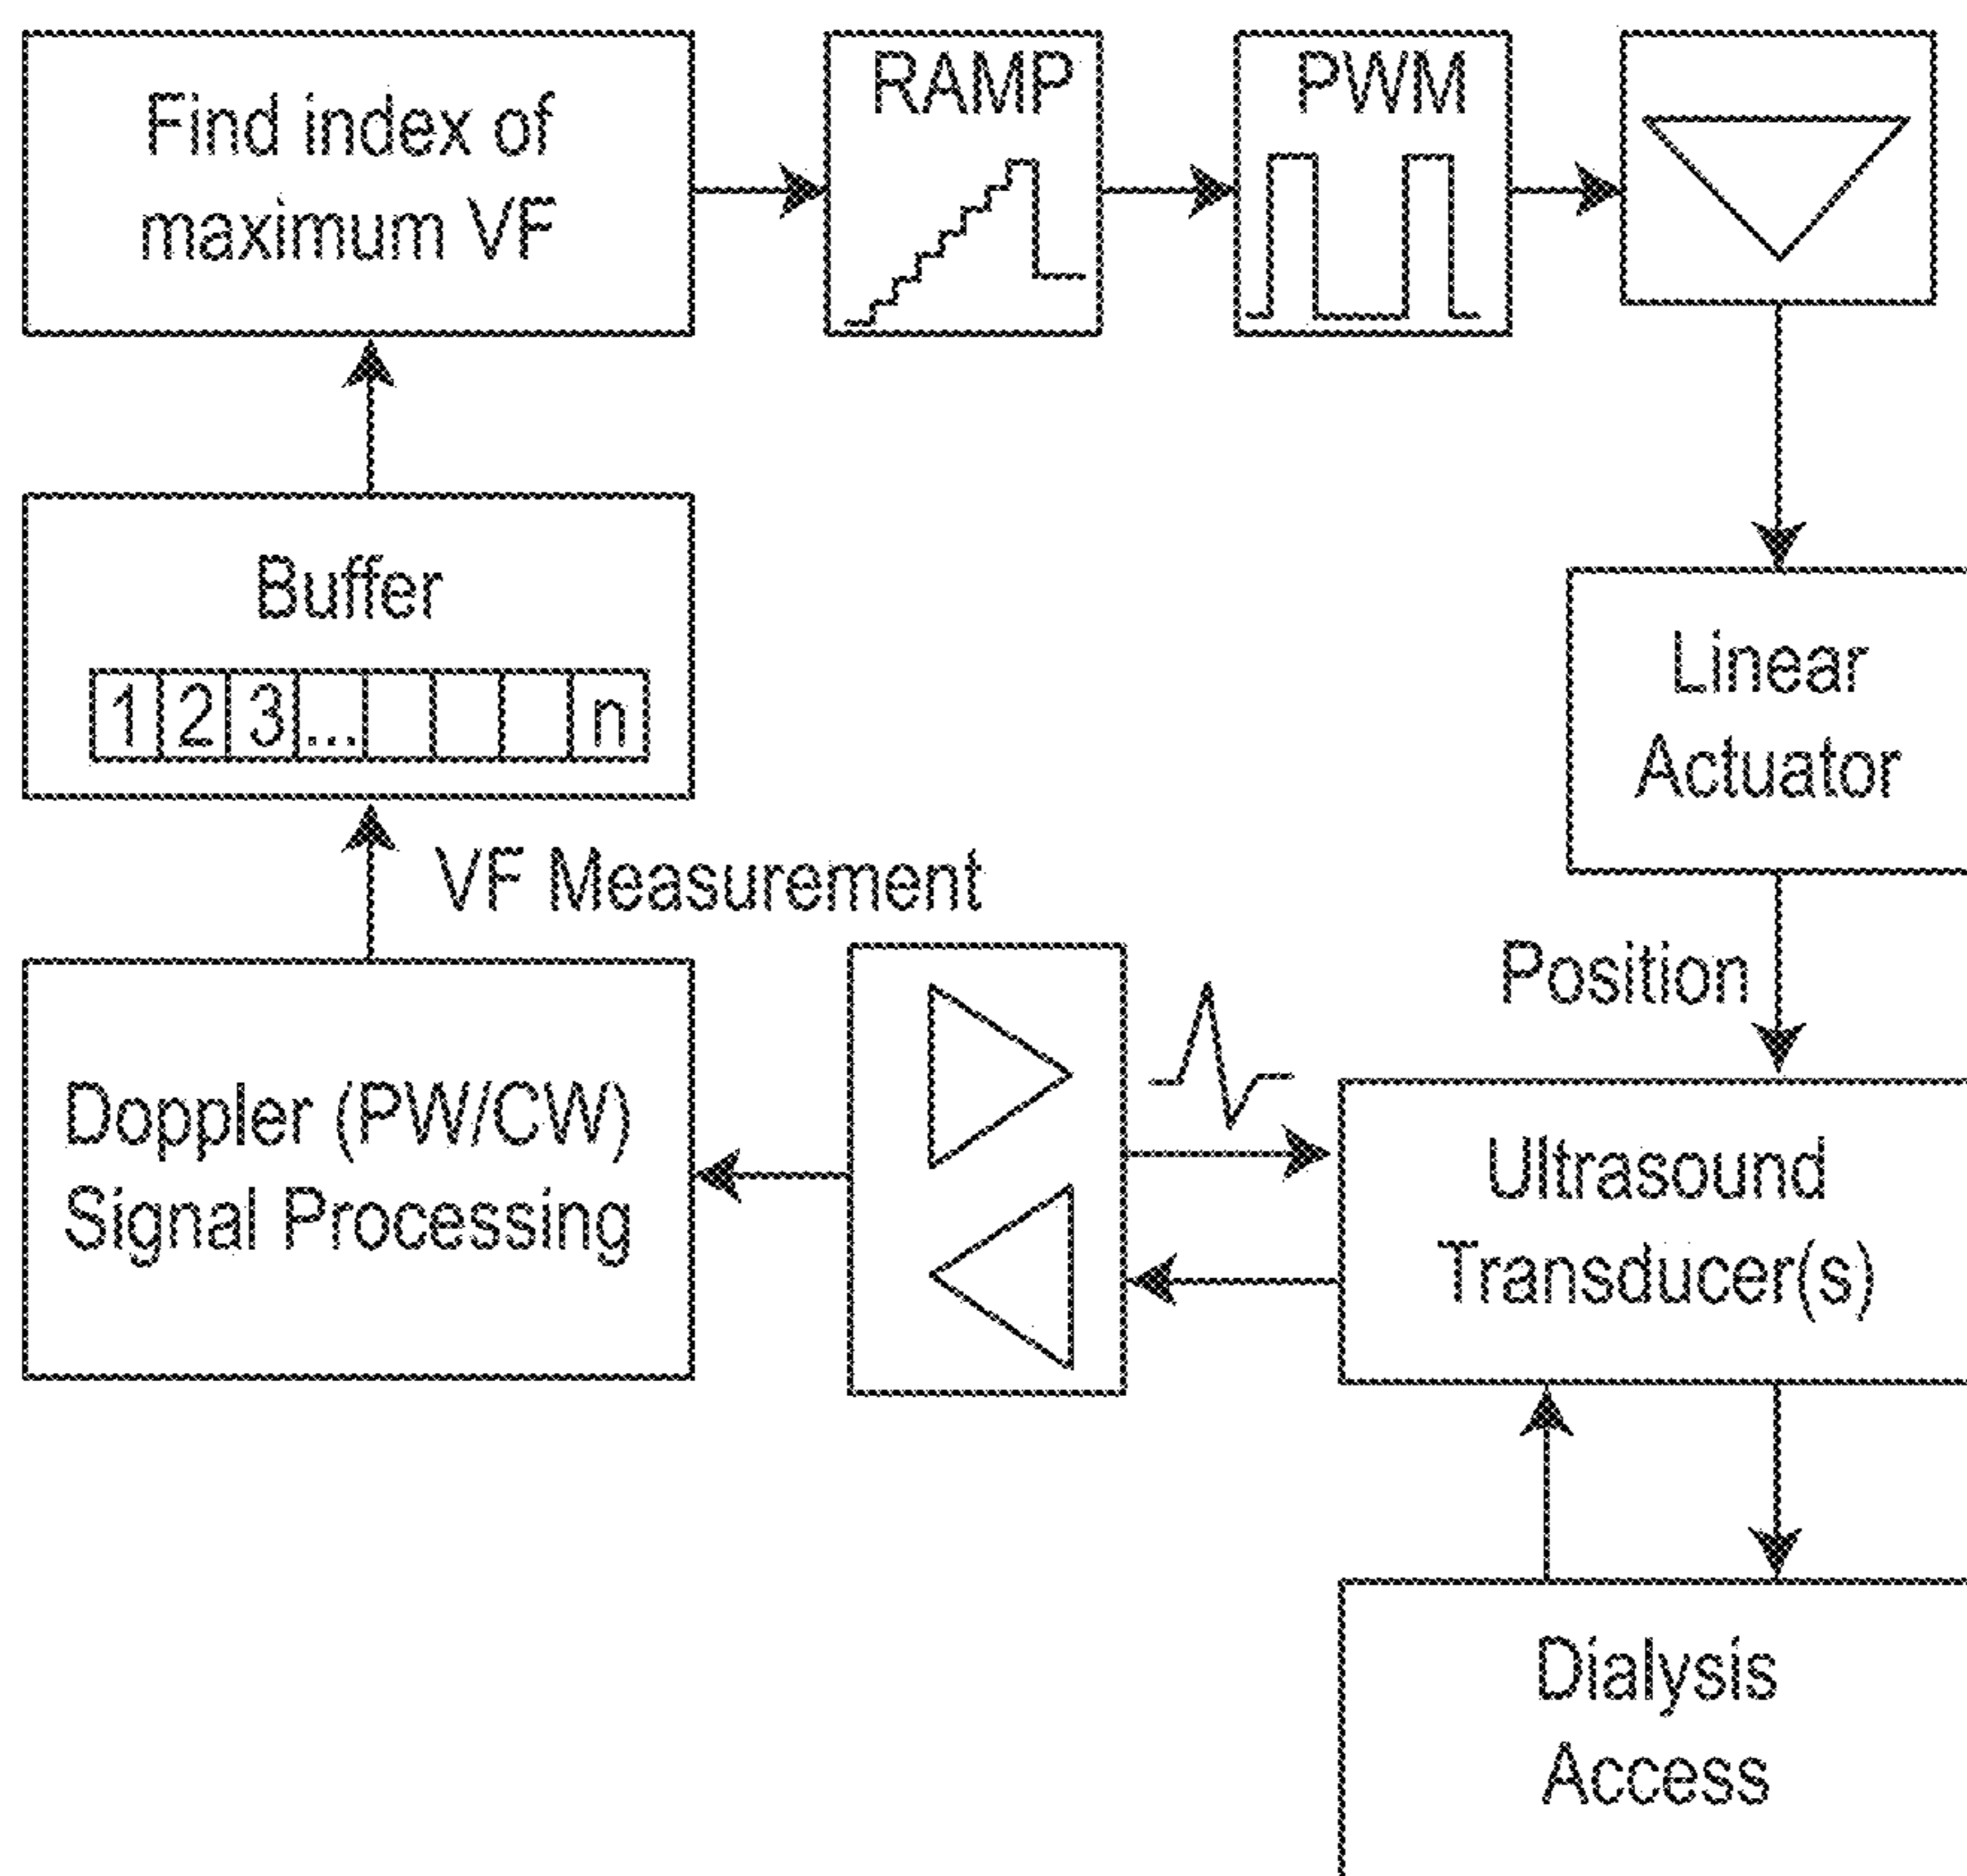 Find index of
maximum VF
RAMP
PWM
Buffer
1 2 3 ... n
Linear
Actuator
VF Measurement
Position
Doppler (PW/CW)
Signal Processing
Ultrasound
Transducer(s)
Dialysis
Access